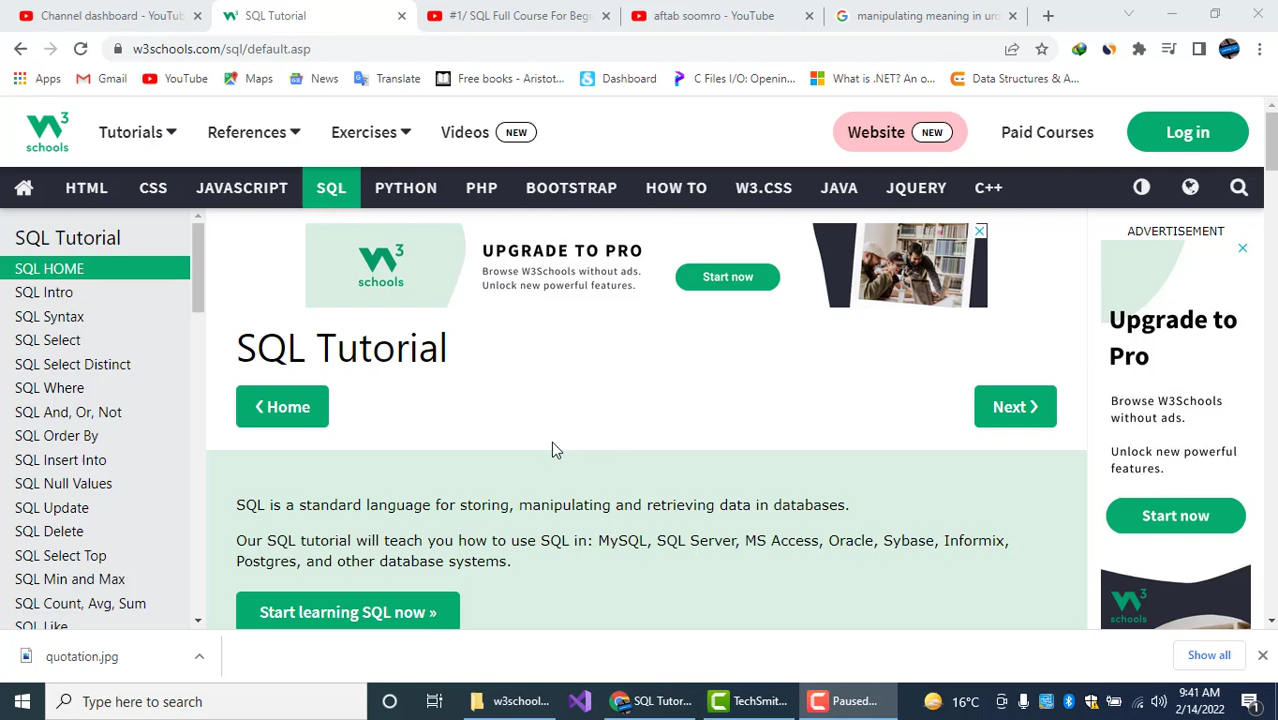 Channel dashboard - YouTub
SQL Tutorial
#1/ SQL Full Course For Begi
aftab soomro - YouTube
manipulating meaning in urd
w3schools.com/sql/default.asp
Apps
Gmail
YouTube
Maps
News
Translate
Free books - Aristot...
Dashboard
C Files I/O: Openin...
What is .NET? An o...
Data Structures & A...
W3 schools
Tutorials
References
Exercises
Videos NEW
Website NEW
Paid Courses
Log in
HTML
CSS
JAVASCRIPT
SQL
PYTHON
PHP
BOOTSTRAP
HOW TO
W3.CSS
JAVA
JQUERY
C++
SQL Tutorial
SQL HOME
SQL Intro
SQL Syntax
SQL Select
SQL Select Distinct
SQL Where
SQL And, Or, Not
SQL Order By
SQL Insert Into
SQL Null Values
SQL Update
SQL Delete
SQL Select Top
SQL Min and Max
SQL Count, Avg, Sum
SQL Like
W3 schools
UPGRADE TO PRO
Browse W3Schools without ads.
Unlock new powerful features.
Start now
SQL Tutorial
❮ Home
Next ❯
SQL is a standard language for storing, manipulating and retrieving data in databases.
Our SQL tutorial will teach you how to use SQL in: MySQL, SQL Server, MS Access, Oracle, Sybase, Informix,
Postgres, and other database systems.
Start learning SQL now »
ADVERTISEMENT
Upgrade to
Pro
Browse W3Schools
without ads.
Unlock new powerful
features.
Start now
W3 schools
quotation.jpg
Show all
Type here to search
w3school...
SQL Tutor...
TechSmit...
Paused...
16°C
9:41 AM
2/14/2022
1